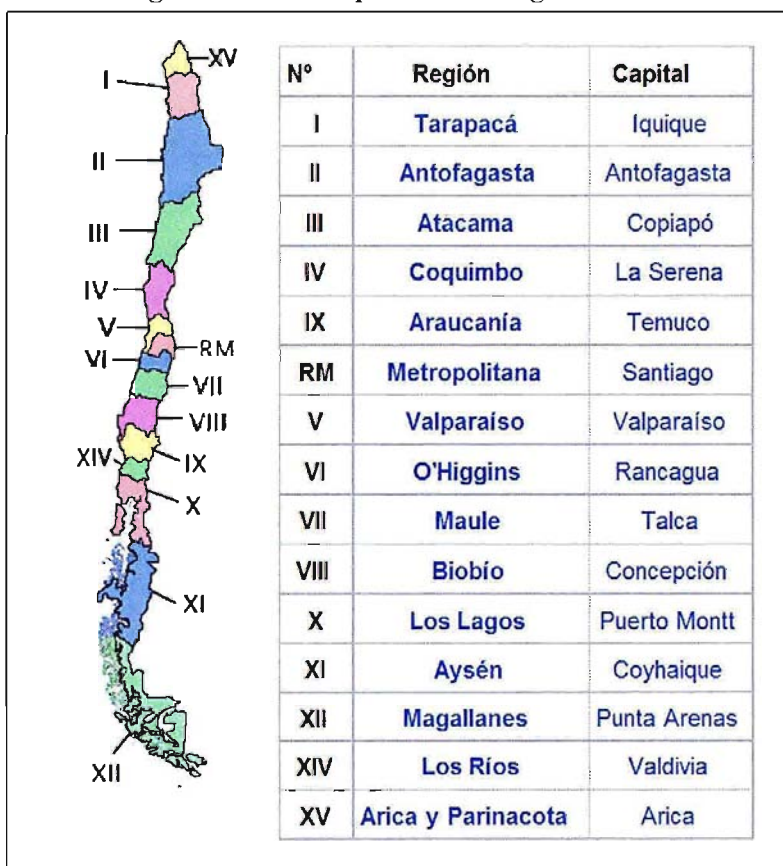 XV
I
II
III
IV
V
RM
VI
VII
VIII
XIV
IX
X
XI
XII
Nº Región Capital
I Tarapacá Iquique
II Antofagasta Antofagasta
III Atacama Copiapó
IV Coquimbo La Serena
IX Araucanía Temuco
RM Metropolitana Santiago
V Valparaíso Valparaíso
VI O'Higgins Rancagua
VII Maule Talca
VIII Biobío Concepción
X Los Lagos Puerto Montt
XI Aysén Coyhaique
XII Magallanes Punta Arenas
XIV Los Ríos Valdivia
XV Arica y Parinacota Arica